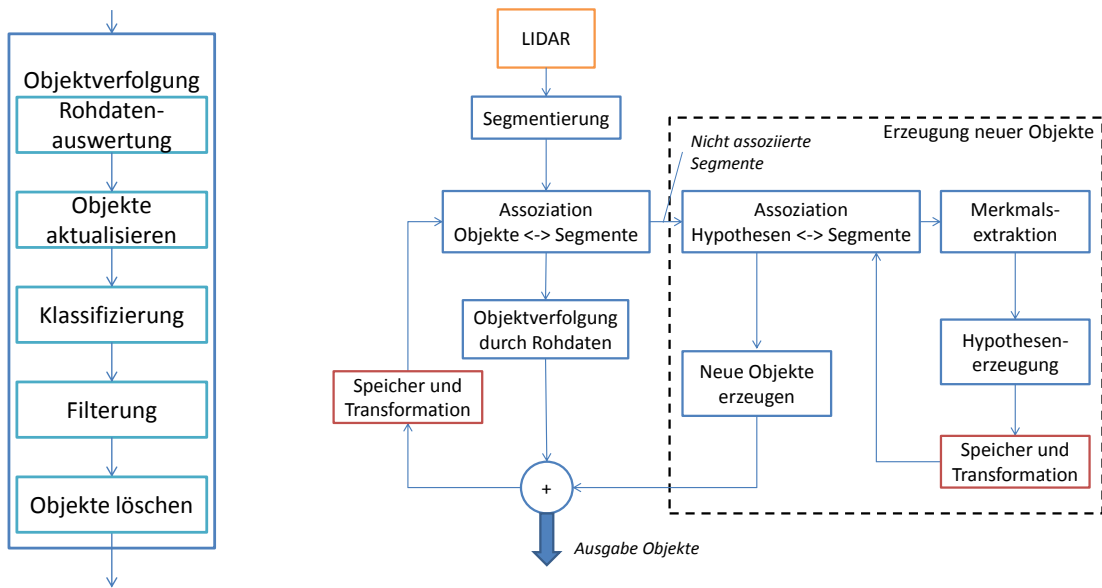 Objektverfolgung
Rohdaten-
auswertung
Objekte
aktualisieren
Klassifizierung
Filterung
Objekte löschen
LIDAR
Segmentierung
Nicht assoziierte
Segmente
Erzeugung neuer Objekte
Assoziation
Objekte <-> Segmente
Assoziation
Hypothesen <-> Segmente
Merkmals-
extraktion
Objektverfolgung
durch Rohdaten
Hypothesen-
erzeugung
Neue Objekte
erzeugen
Speicher und
Transformation
Speicher und
Transformation
+
Ausgabe Objekte